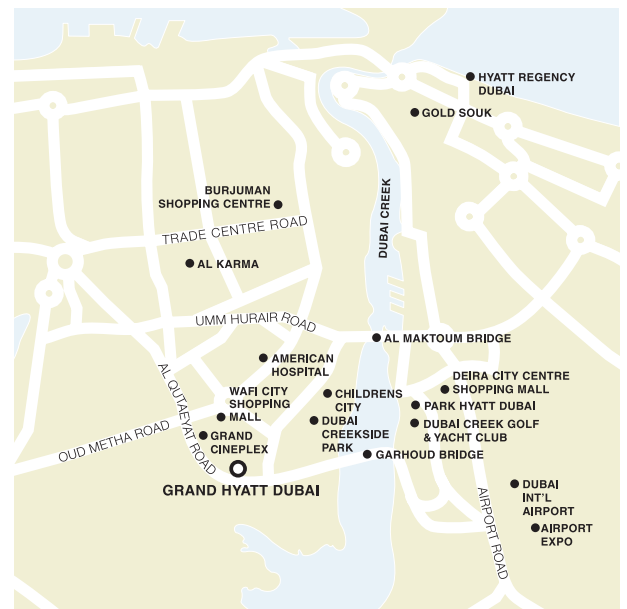 HYATT REGENCY
DUBAI
GOLD SOUK
BURJUMAN
SHOPPING CENTRE
TRADE CENTRE ROAD
DUBAI CREEK
AL KARMA
UMM HURAIR ROAD
AL MAKTOUM BRIDGE
AMERICAN
HOSPITAL
AL QUTAEYAT ROAD
DEIRA CITY CENTRE
SHOPPING MALL
WAFI CITY
SHOPPING
MALL
CHILDRENS
CITY
PARK HYATT DUBAI
DUBAI
CREEKSIDE
PARK
DUBAI CREEK GOLF
& YACHT CLUB
OUD METHA ROAD
GRAND
CINEPLEX
GARHOUD BRIDGE
GRAND HYATT DUBAI
DUBAI
INT'L
AIRPORT
AIRPORT ROAD
AIRPORT
EXPO